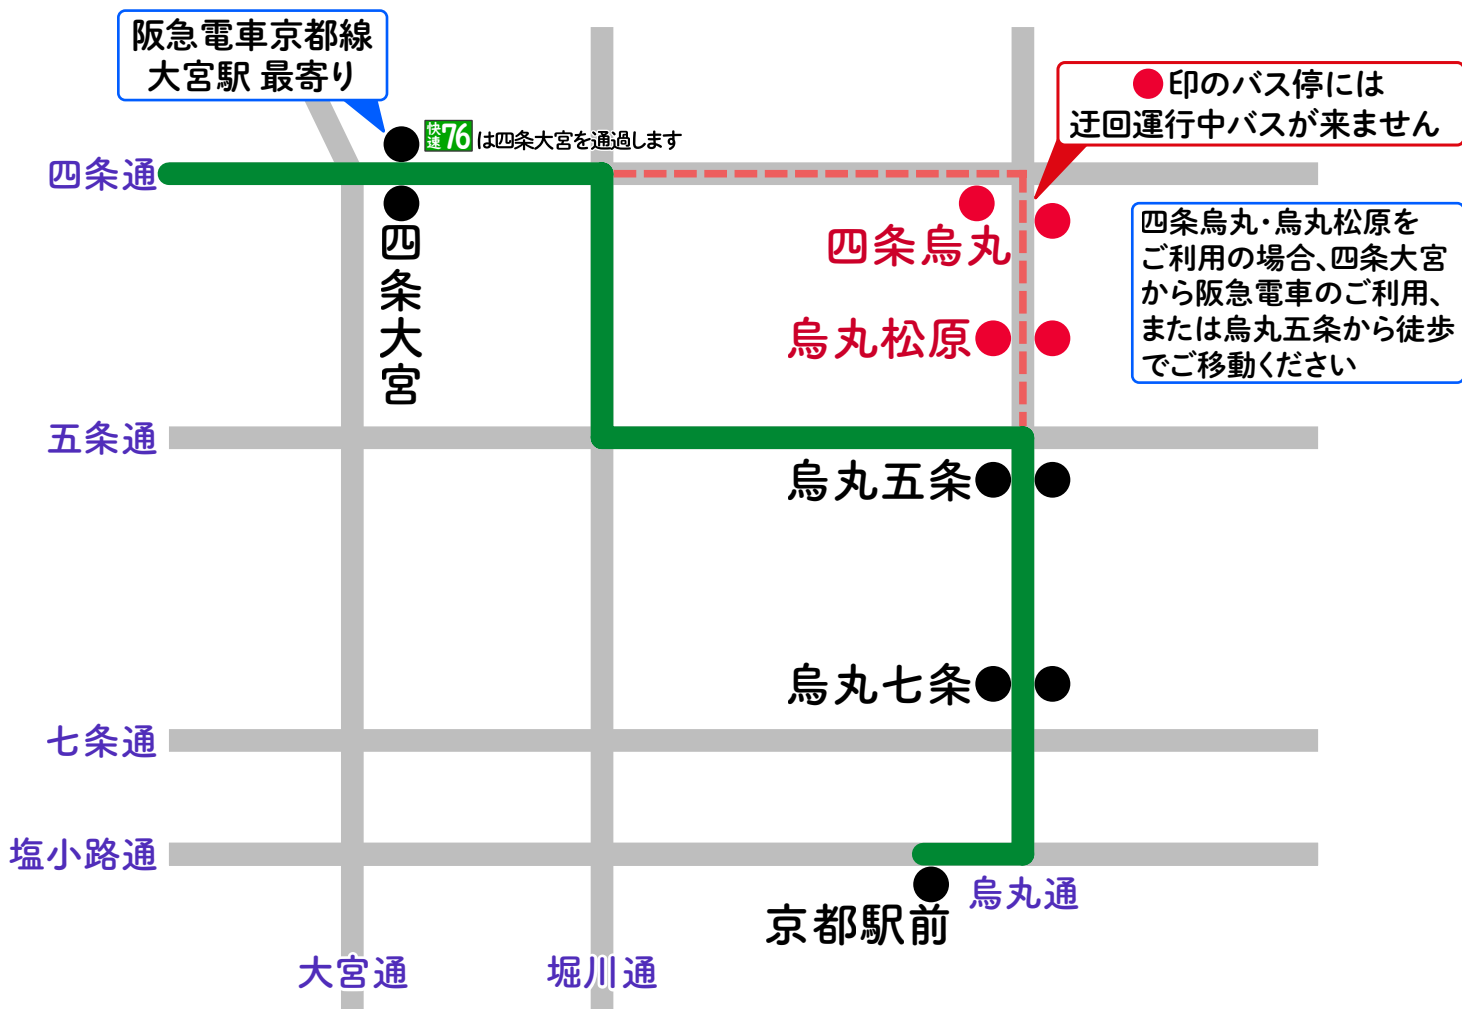 阪急電車京都線
大宮駅 最寄り
快速76 は四条大宮を通過します
●印のバス停には
迂回運行中バスが来ません
四条通
四条大宮
四条烏丸
四条烏丸・烏丸松原を
ご利用の場合、四条大宮
から阪急電車のご利用、
または烏丸五条から徒歩
でご移動ください
烏丸松原
五条通
烏丸五条
烏丸七条
七条通
塩小路通
烏丸通
京都駅前
大宮通
堀川通